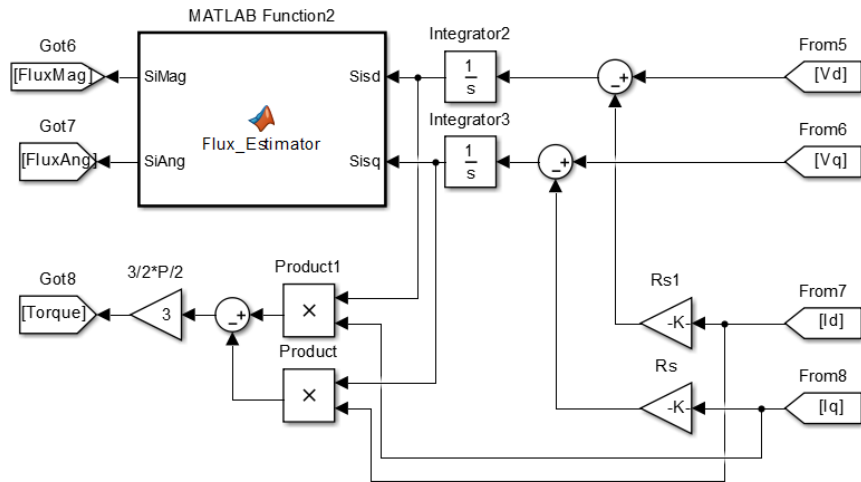 MATLAB Function2
Got6
[FluxMag]
SiMag
Sisd
Integrator2
1
s
From5
[Vd]
Got7
[FluxAng]
SiAng
Flux_Estimator
Sisq
Integrator3
1
s
From6
[Vq]
Got8
[Torque]
3/2*P/2
3
Product1
×
Product
×
Rs1
-K-
From7
[Id]
Rs
-K-
From8
[Iq]